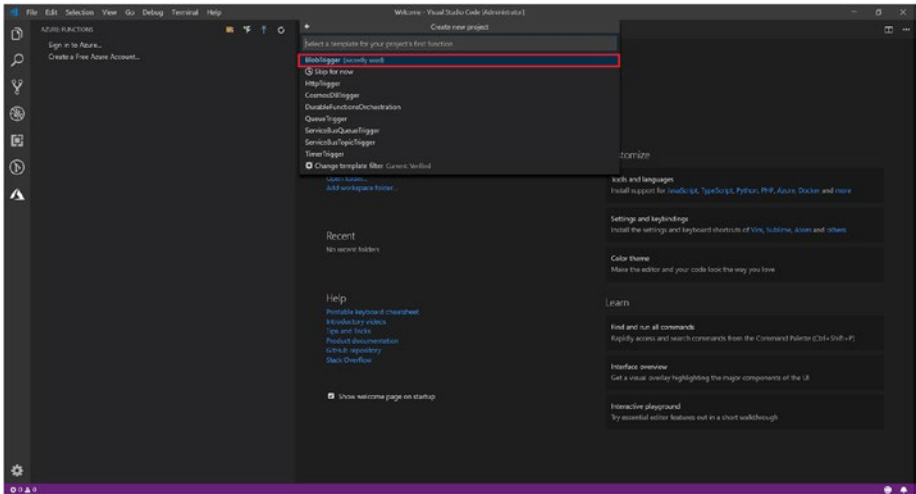 File Edit Selection View Go Debug Terminal Help
Welcome - Visual Studio Code [Administrator]
AZURE: FUNCTIONS
Sign in to Azure...
Create a Free Azure Account...
Create new project
Select a template for your project's first function
BlobTrigger (recently used)
Skip for now
HttpTrigger
CosmosDBTrigger
DurableFunctionsOrchestration
QueueTrigger
ServiceBusQueueTrigger
ServiceBusTopicTrigger
TimerTrigger
Change template filter Current: Verified
Open folder...
Add workspace folder...
Recent
No recent folders
Help
Printable keyboard cheatsheet
Introductory videos
Tips and Tricks
Product documentation
GitHub repository
Stack Overflow
Show welcome page on startup
Customize
Tools and languages
Install support for JavaScript, TypeScript, Python, PHP, Azure, Docker and more
Settings and keybindings
Install the settings and keyboard shortcuts of Vim, Sublime, Atom and others
Color theme
Make the editor and your code look the way you love
Learn
Find and run all commands
Rapidly access and search commands from the Command Palette (Ctrl+Shift+P)
Interface overview
Get a visual overlay highlighting the major components of the UI
Interactive playground
Try essential editor features out in a short walkthrough
0 0